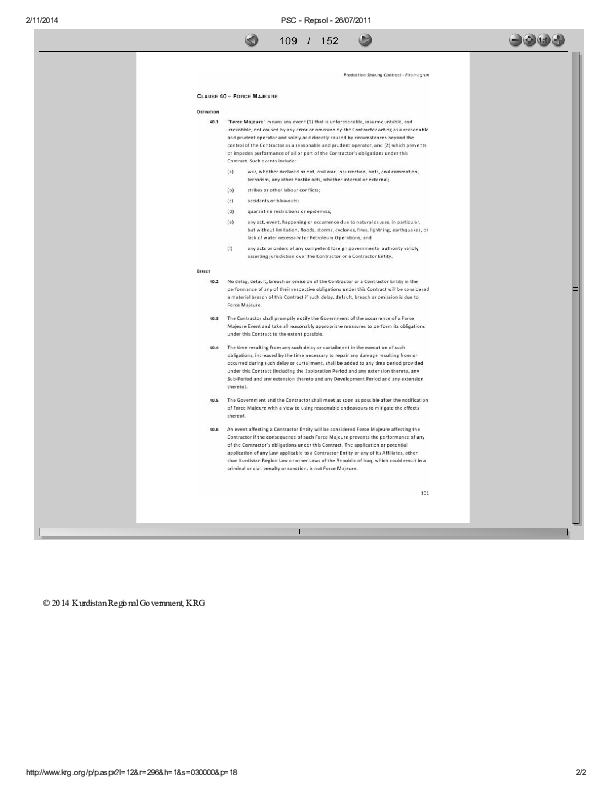 2/11/2014 PSC - Repsol - 26/07/2011
109 / 152
Production Sharing Contract -
CLAUSE 40 – FORCE MAJEURE
Definition
40.1 "Force Majeure" means any event (1) that is unforeseeable, insurmountable, and
irresistible, not caused by any error or omission by the Contractor acting as a reasonable
and prudent operator and solely and directly caused by circumstances beyond the
control of the Contractor as a reasonable and prudent operator, and (2) which prevents
or impedes performance of all or part of the Contractor's obligations under this
Contract. Such events include:
(a) war, whether declared or not, civil war, insurrection, riots, civil commotion,
terrorism, any other hostile acts, whether internal or external;
(b) strikes or other labour conflicts;
(c) accidents or blowouts;
(d) quarantine restrictions or epidemics;
(e) any act, event, happening or occurrence due to natural causes, in particular,
but without limitation, floods, storms, cyclones, fires, lightning, earthquakes, or
lack of water necessary for Petroleum Operations; and
(f) any acts or orders of any competent foreign governmental authority validly
asserting jurisdiction over the Contractor or a Contractor Entity.
Effect
40.2 No delay, default, breach or omission of the Contractor or a Contractor Entity in the
performance of any of their respective obligations under this Contract will be considered
a material breach of this Contract if such delay, default, breach or omission is due to
Force Majeure.
40.3 The Contractor shall promptly notify the Government of the occurrence of a Force
Majeure Event and take all reasonably appropriate measures to perform its obligations
under this Contract to the extent possible.
40.4 The time resulting from any such delay or curtailment in the execution of such
obligations, increased by the time necessary to repair any damage resulting from or
occurred during such delay or curtailment, shall be added to any time period provided
under this Contract (including the Exploration Period and any extension thereto, any
Sub-Period and any extension thereto and any Development Period and any extension
thereto).
40.5 The Government and the Contractor shall meet as soon as possible after the notification
of Force Majeure with a view to using reasonable endeavours to mitigate the effects
thereof.
40.6 An event affecting a Contractor Entity will be considered Force Majeure affecting the
Contractor if the consequence of such Force Majeure prevents the performance of any
of the Contractor's obligations under this Contract. The application or potential
application of any Law applicable to a Contractor Entity or any of its Affiliates, other
than Kurdistan Region Law or other Laws of the Republic of Iraq, which could result in a
criminal or civil penalty or sanction, is not Force Majeure.
101
© 2014 Kurdistan Regional Government, KRG
http://www.krg.org/p/p.aspx?l=12&r=296&h=1&s=030000&p=18 2/2